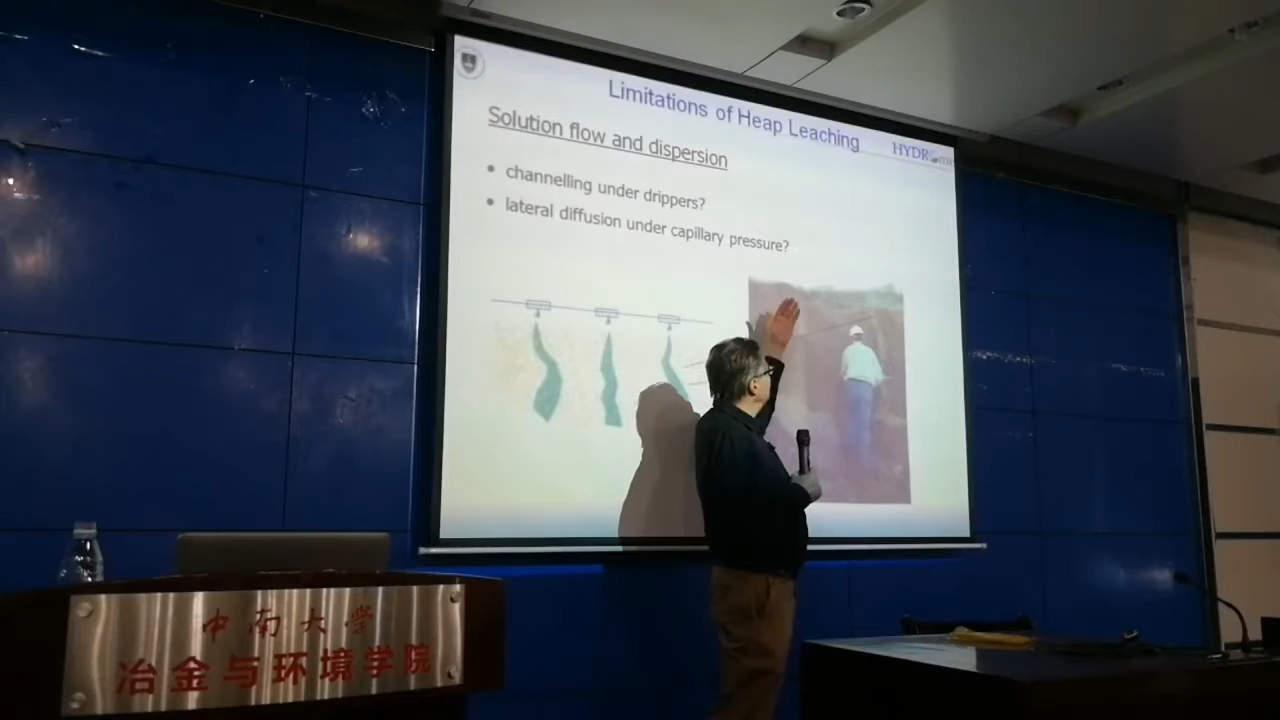 Limitations of Heap Leaching
HYDR
Solution flow and dispersion
• channelling under drippers?
• lateral diffusion under capillary pressure?
中南大学
冶金与环境学院